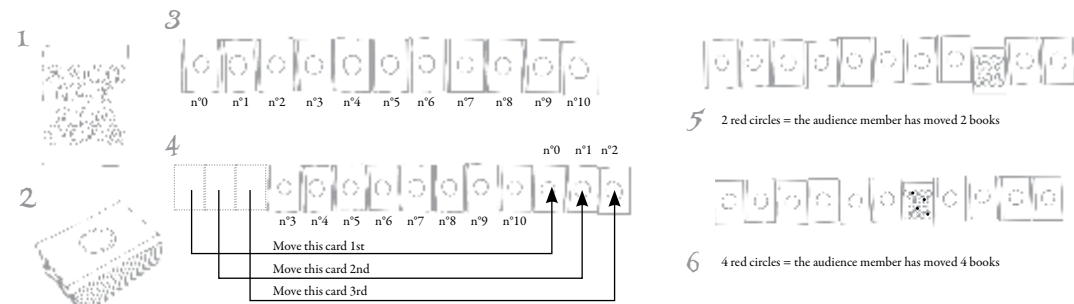 1
3
n°0 n°1 n°2 n°3 n°4 n°5 n°6 n°7 n°8 n°9 n°10
2
4
n°0 n°1 n°2
n°3 n°4 n°5 n°6 n°7 n°8 n°9 n°10
Move this card 1st
Move this card 2nd
Move this card 3rd
5 2 red circles = the audience member has moved 2 books
6 4 red circles = the audience member has moved 4 books